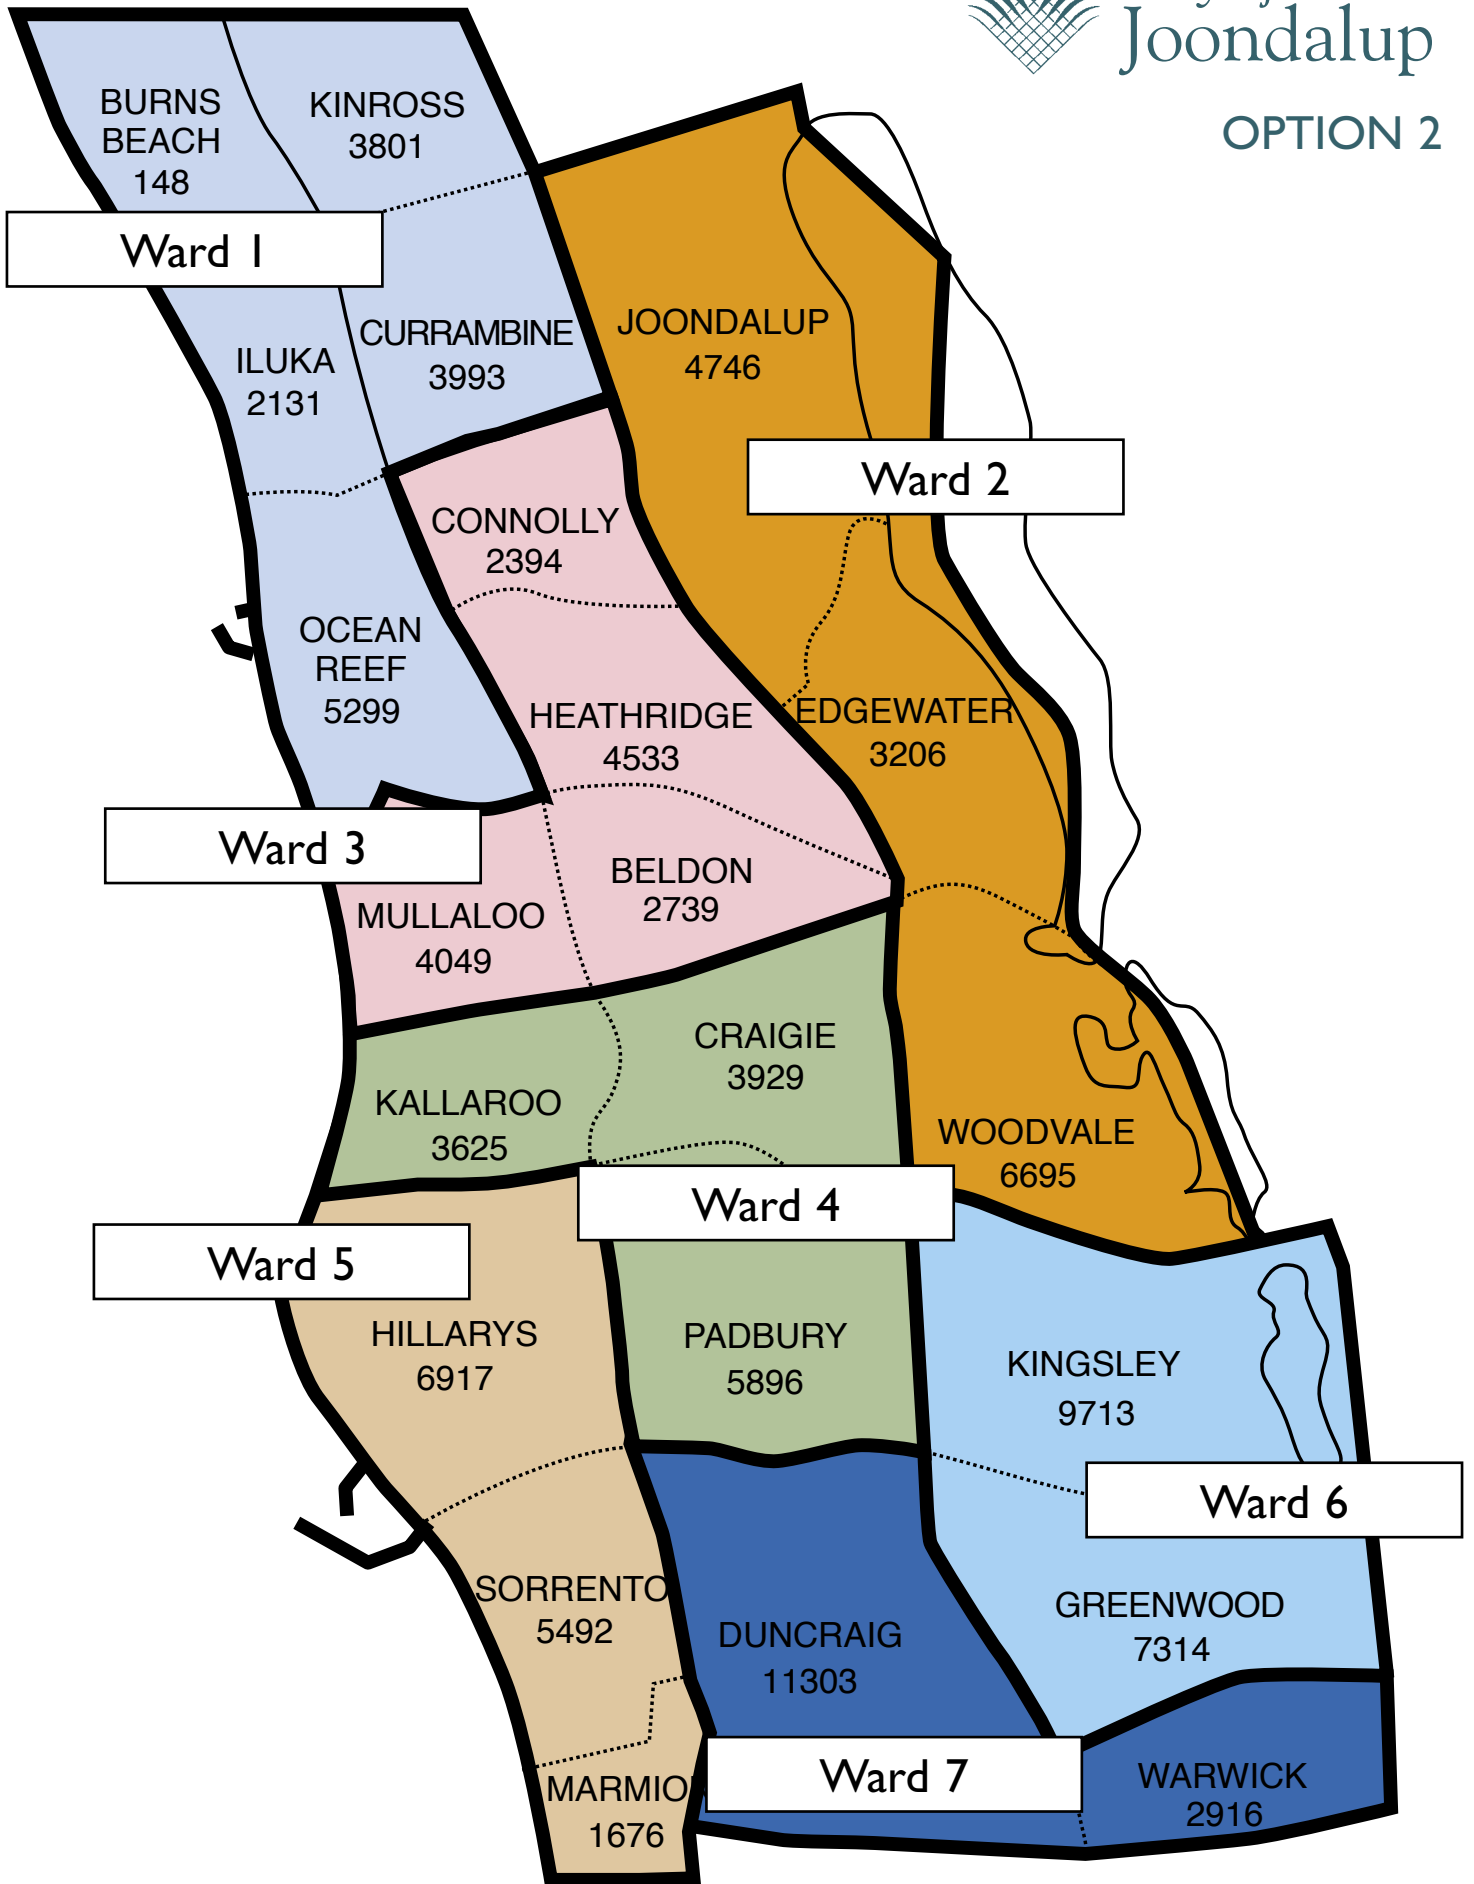 Joondalup
OPTION 2
BURNS
BEACH
148
KINROSS
3801
Ward 1
ILUKA
2131
CURRAMBINE
3993
JOONDALUP
4746
Ward 2
CONNOLLY
2394
OCEAN
REEF
5299
HEATHRIDGE
4533
EDGEWATER
3206
Ward 3
BELDON
2739
MULLALOO
4049
CRAIGIE
3929
KALLAROO
3625
WOODVALE
6695
Ward 4
Ward 5
HILLARYS
6917
PADBURY
5896
KINGSLEY
9713
Ward 6
SORRENTO
5492
GREENWOOD
7314
DUNCRAIG
11303
Ward 7
MARMIO
1676
WARWICK
2916